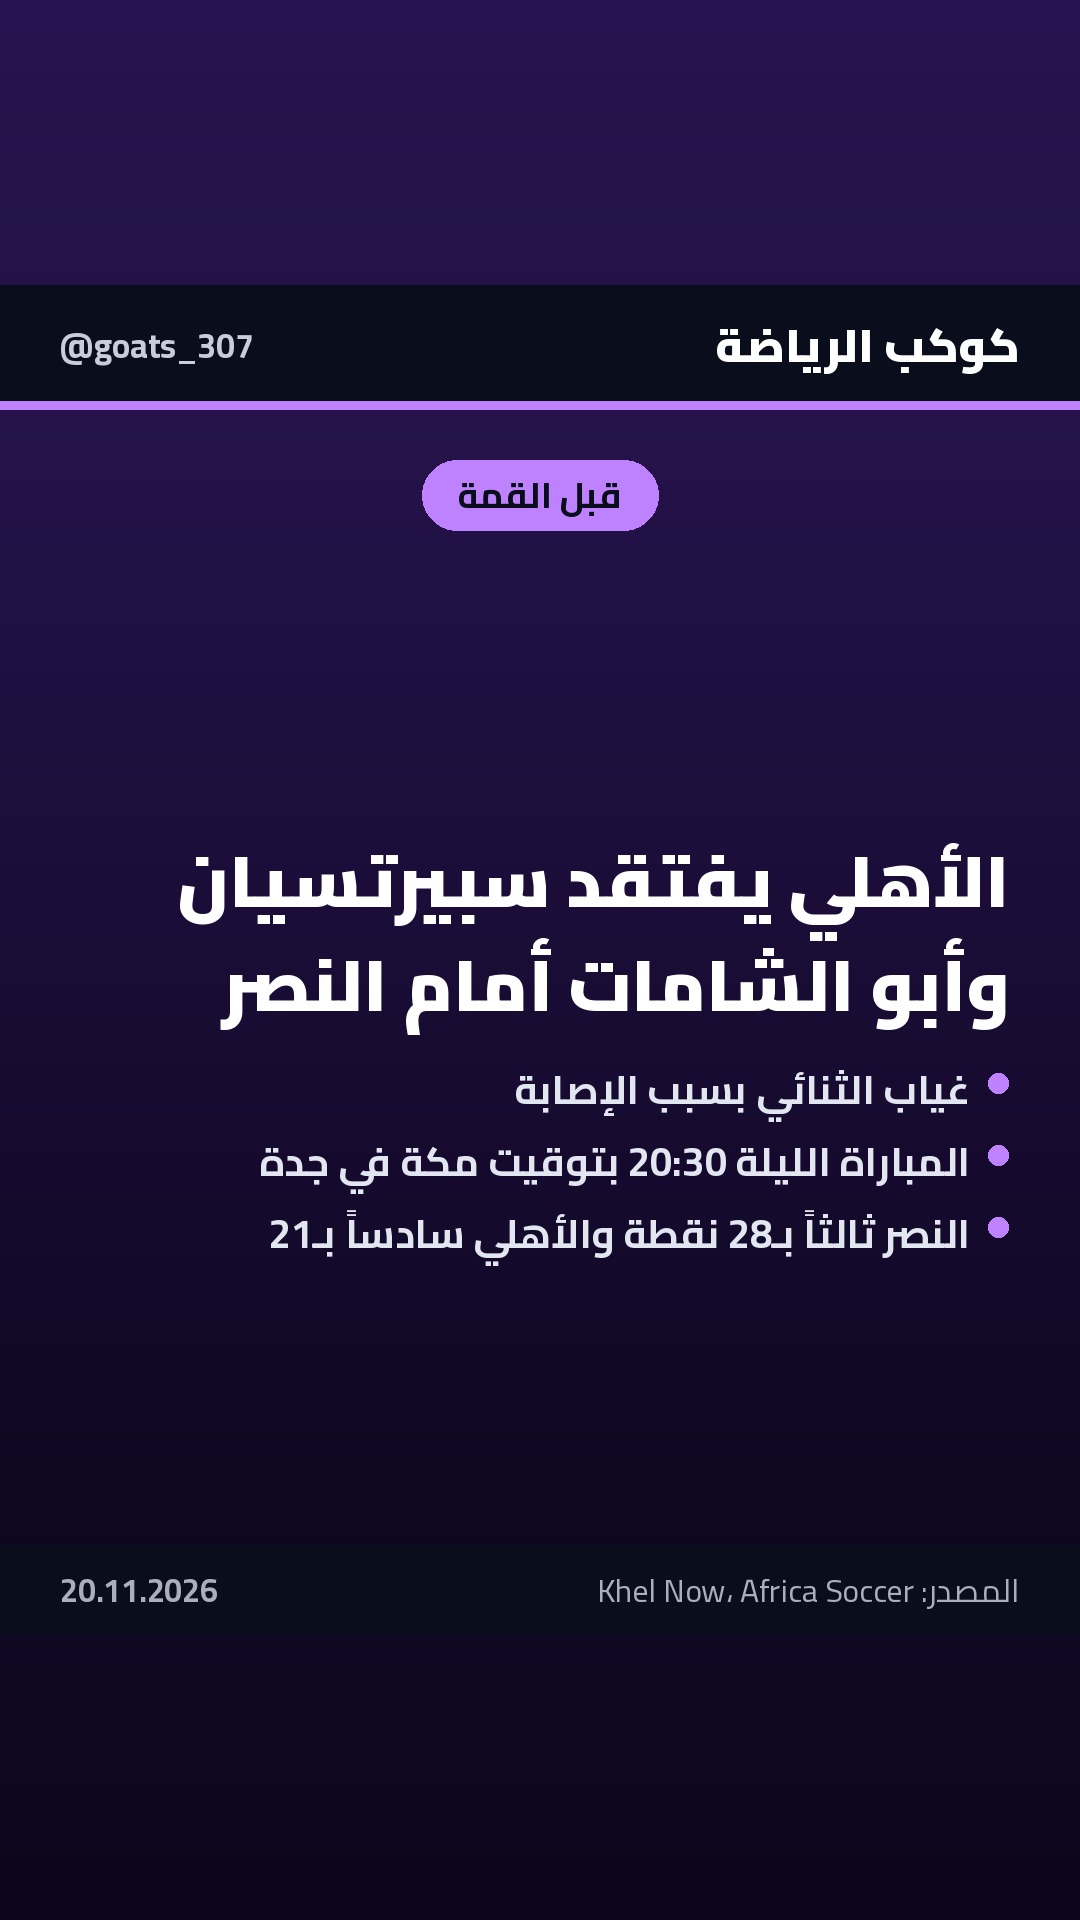 كوكب الرياضة
@goats_307
قبل القمة
الأهلي يفتقد سبيرتسيان
وأبو الشامات أمام النصر
غياب الثنائي بسبب الإصابة
المباراة الليلة 20:30 بتوقيت مكة في جدة
النصر ثالثاً بـ28 نقطة والأهلي سادساً بـ21
المصدر: Khel Now، Africa Soccer
20.11.2026